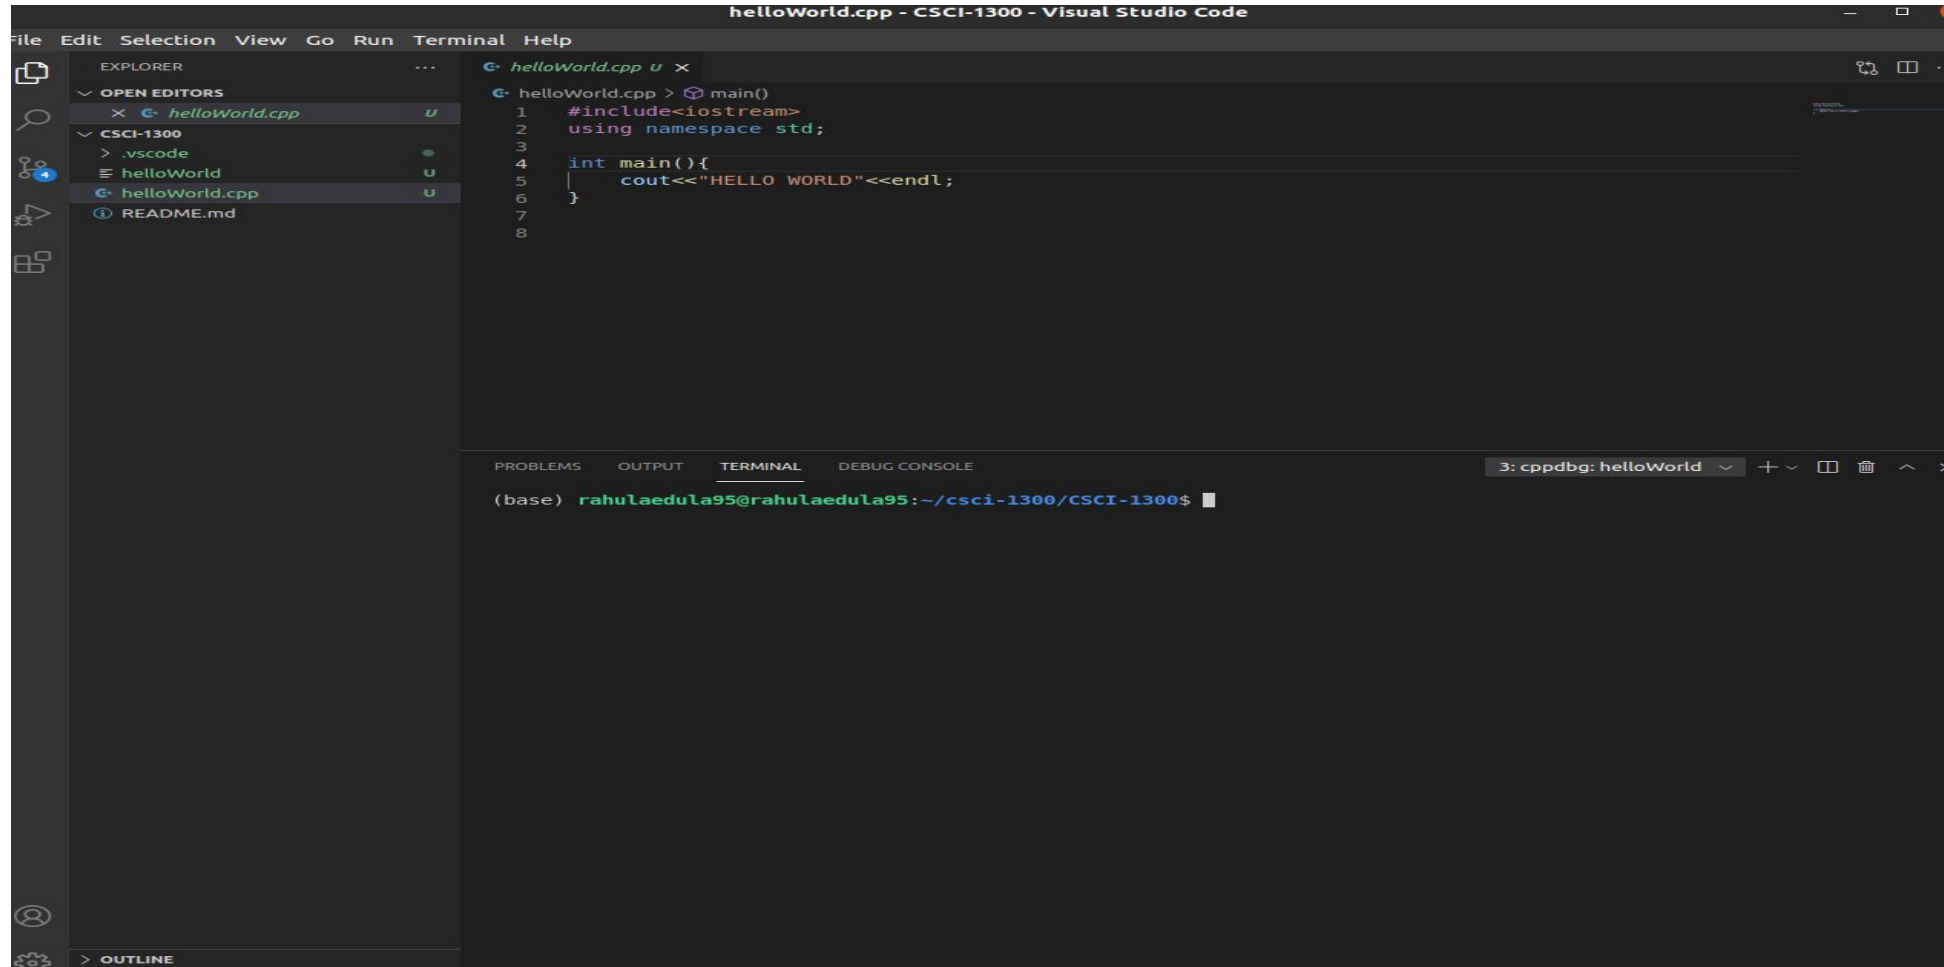 helloWorld.cpp - CSCI-1300 - Visual Studio Code
File Edit Selection View Go Run Terminal Help
EXPLORER
OPEN EDITORS
helloWorld.cpp U
CSCI-1300
.vscode
helloWorld U
helloWorld.cpp U
README.md
OUTLINE
4
helloWorld.cpp U
helloWorld.cpp > main()
1 #include<iostream>
2 using namespace std;
3
4 int main(){
5 cout<<"HELLO WORLD"<<endl;
6 }
7
8
PROBLEMS OUTPUT TERMINAL DEBUG CONSOLE 3: cppdbg: helloWorld
(base) rahulaedula95@rahulaedula95:~/csci-1300/CSCI-1300$